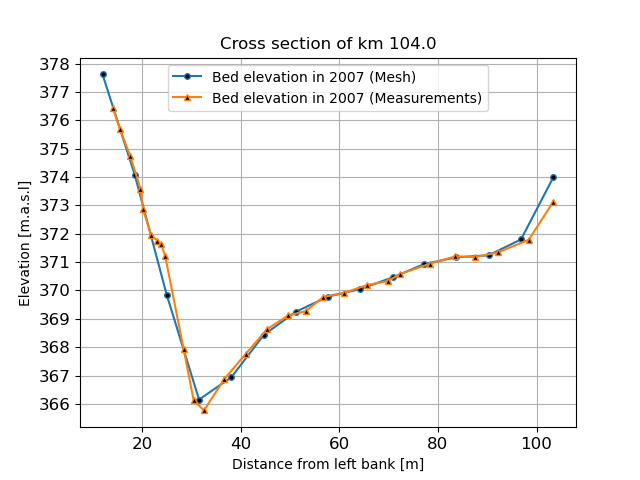 Cross section of km 104.0
Bed elevation in 2007 (Mesh)
Bed elevation in 2007 (Measurements)
Elevation [m.a.s.l]
378
377
376
375
374
373
372
371
370
369
368
367
366
20 40 60 80 100
Distance from left bank [m]